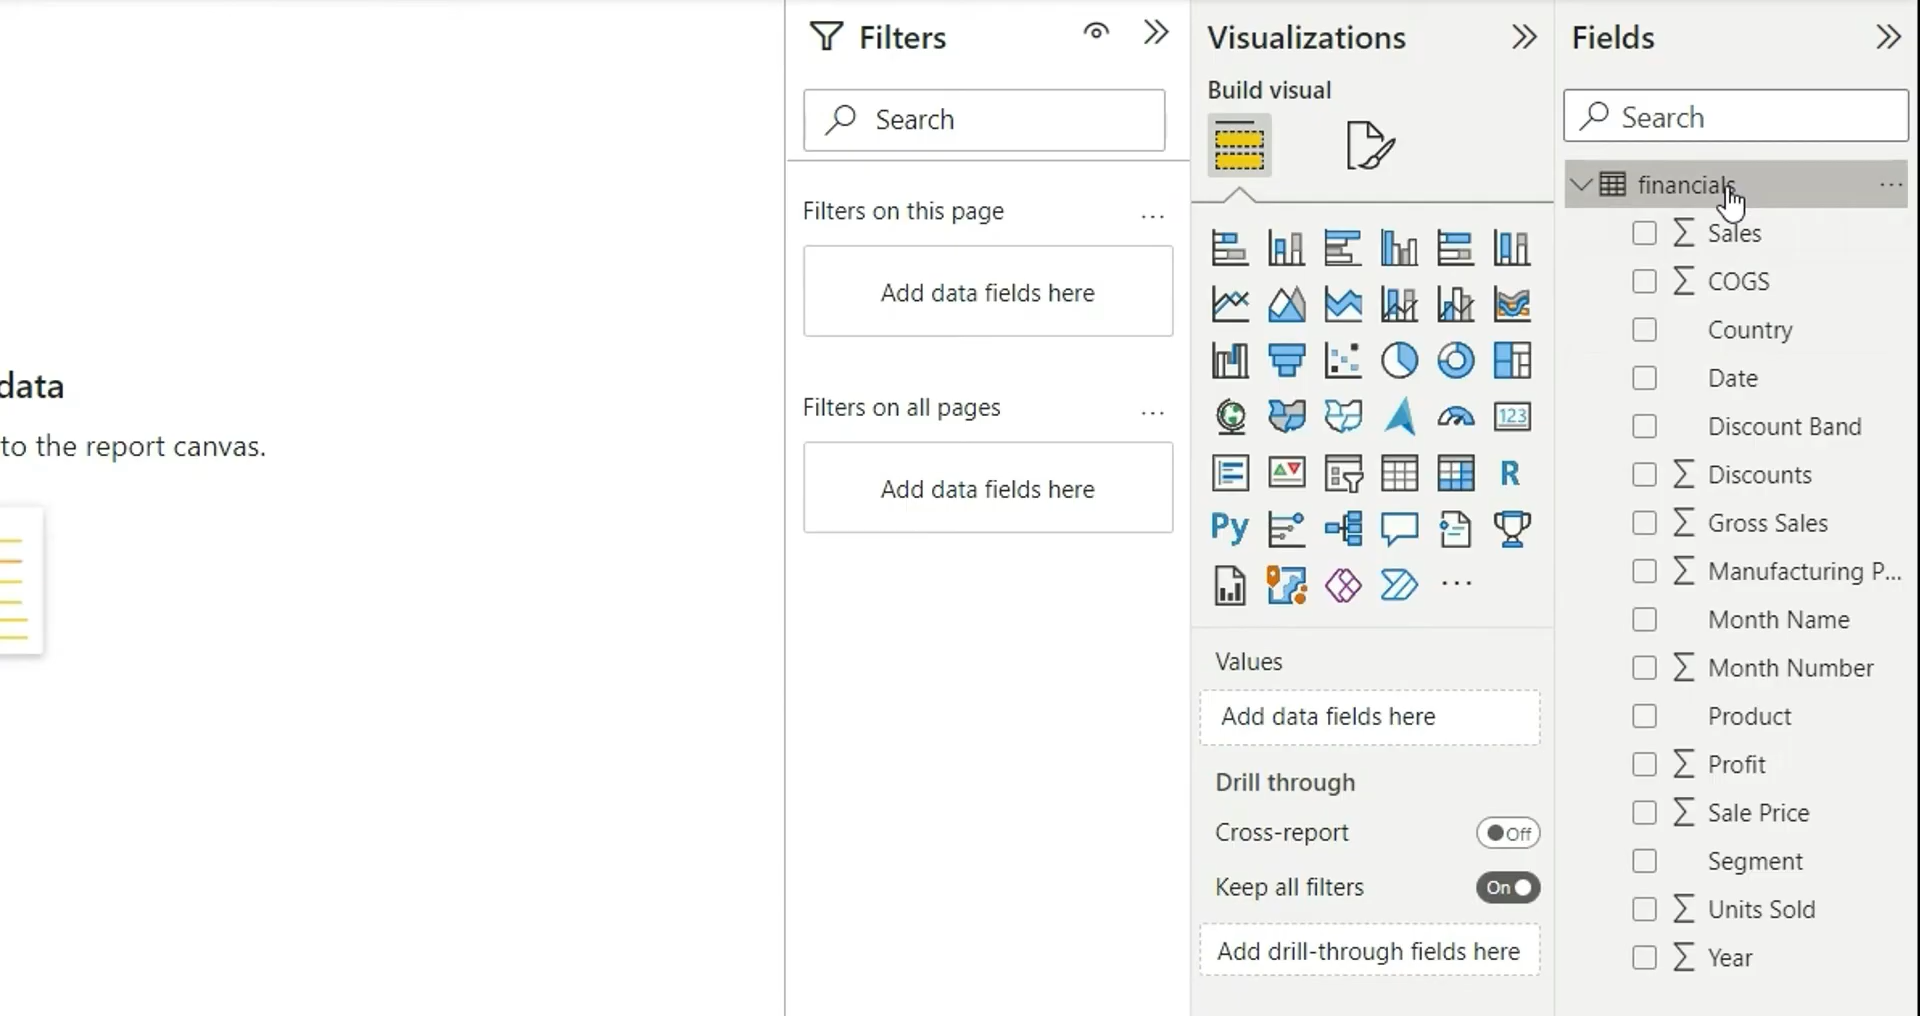 data
to the report canvas.
Filters
Search
Filters on this page
...
Add data fields here
Filters on all pages
...
Add data fields here
Visualizations
Build visual
123
R
Py
...
Values
Add data fields here
Drill through
Cross-report
Off
Keep all filters
On
Add drill-through fields here
Fields
Search
financials
...
Σ Sales
Σ COGS
Country
Date
Discount Band
Σ Discounts
Σ Gross Sales
Σ Manufacturing P...
Month Name
Σ Month Number
Product
Σ Profit
Σ Sale Price
Segment
Σ Units Sold
Σ Year